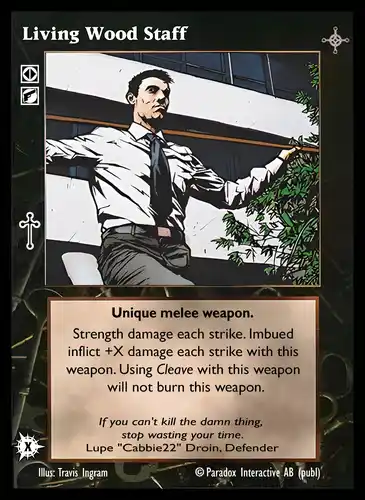 Living Wood Staff
Unique melee weapon.
Strength damage each strike. Imbued
inflict +X damage each strike with this
weapon. Using Cleave with this weapon
will not burn this weapon.
If you can't kill the damn thing,
stop wasting your time.
Lupe "Cabbie22" Droin, Defender
X
Illus: Travis Ingram © Paradox Interactive AB (publ)